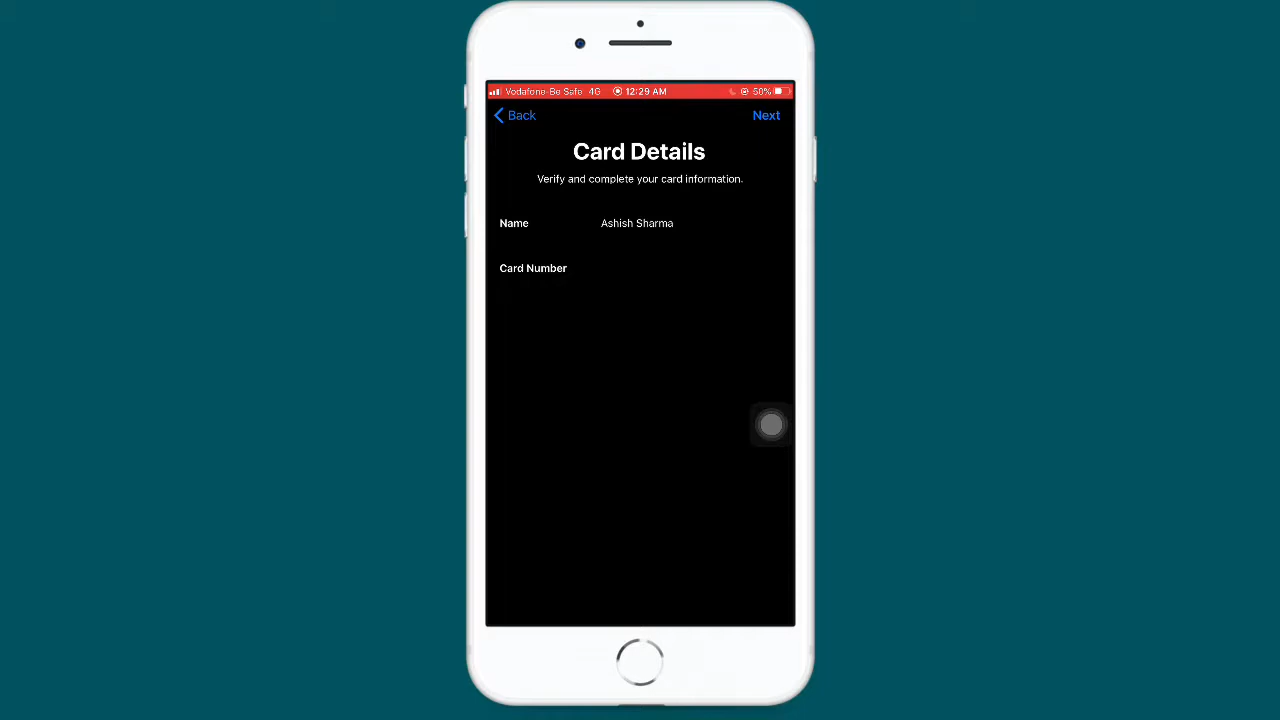 Vodafone-Be Safe 4G 12:29 AM 50%
Back Next
Card Details
Verify and complete your card information.
Name Ashish Sharma
Card Number